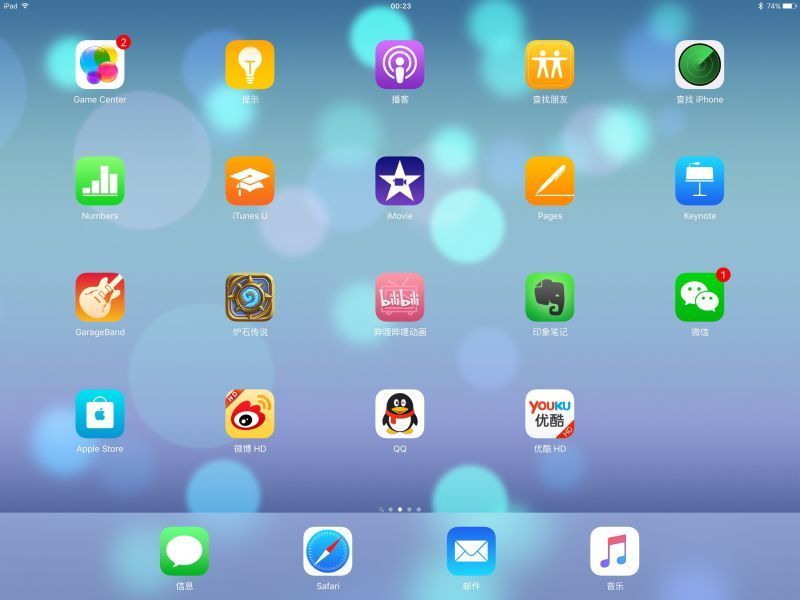 iPad 00:23 74%
2
Game Center 提示 播客 查找朋友 查找 iPhone
Numbers iTunes U iMovie Pages Keynote
bilibili
1
GarageBand 炉石传说 哔哩哔哩动画 印象笔记 微信
HD
YOUKU
优酷
HD
Apple Store 微博 HD QQ 优酷 HD
信息 Safari 邮件 音乐